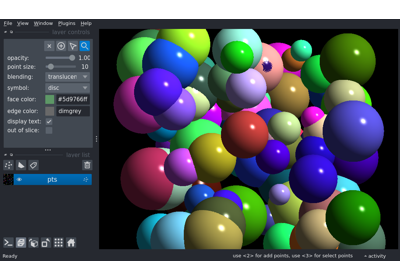 File View Window Plugins Help
layer controls
opacity: 1.00
point size: 10
blending: translucen
symbol: disc
face color: #5d9766ff
edge color: dimgrey
display text:
out of slice:
layer list
pts
Ready use <2> for add points, use <3> for select points activity